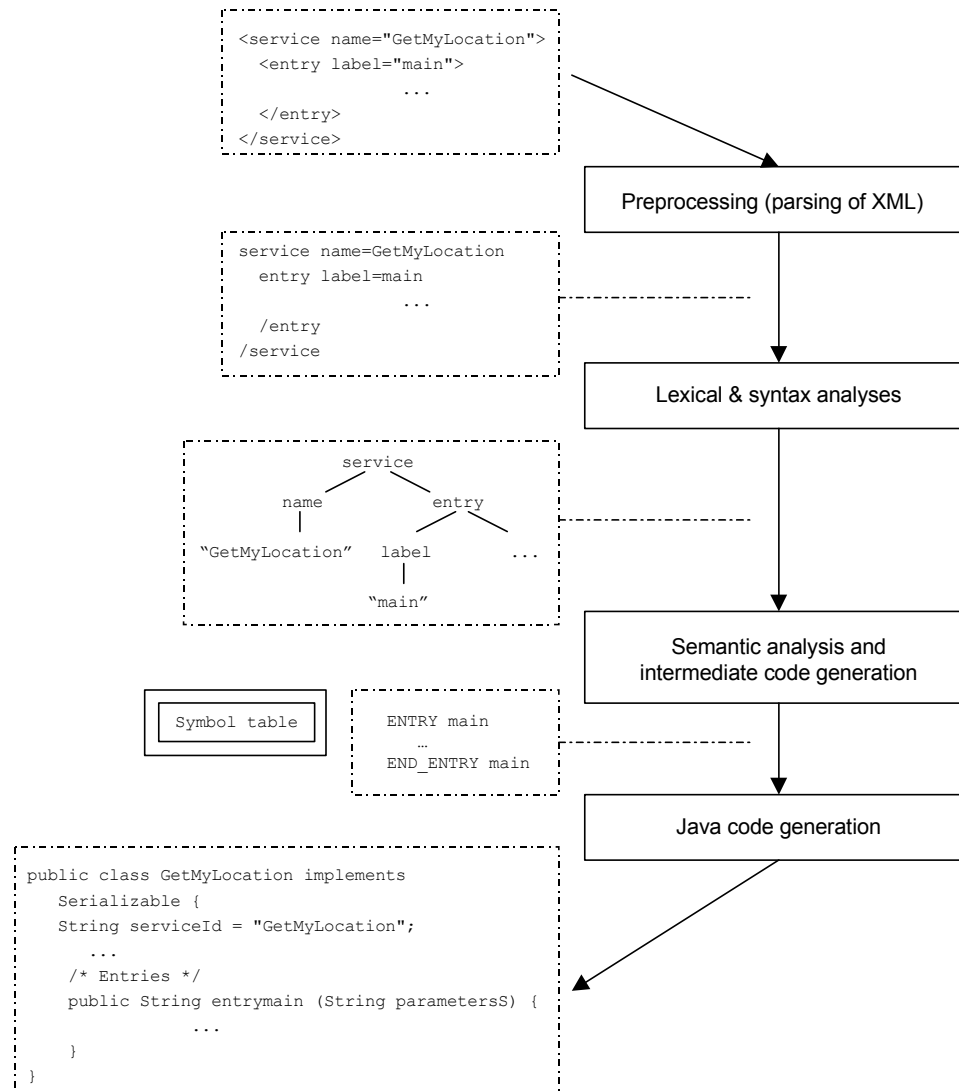 <service name="GetMyLocation">
<entry label="main">
...
</entry>
</service>
Preprocessing (parsing of XML)
service name=GetMyLocation
entry label=main
...
/entry
/service
Lexical & syntax analyses
service
name entry
“GetMyLocation” label ...
“main”
Semantic analysis and
intermediate code generation
Symbol table
ENTRY main
…
END_ENTRY main
Java code generation
public class GetMyLocation implements
Serializable {
String serviceId = "GetMyLocation";
...
/* Entries */
public String entrymain (String parametersS) {
...
}
}